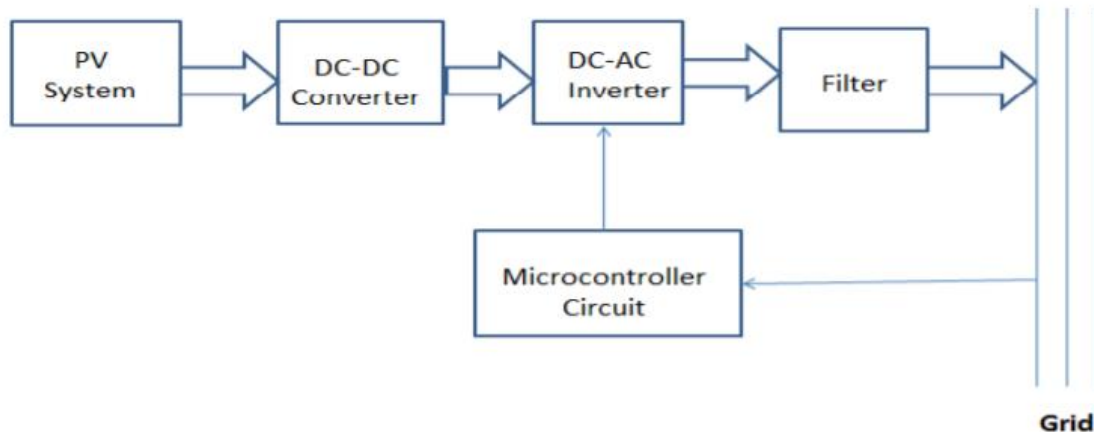 PV
System
DC-DC
Converter
DC-AC
Inverter
Filter
Microcontroller
Circuit
Grid